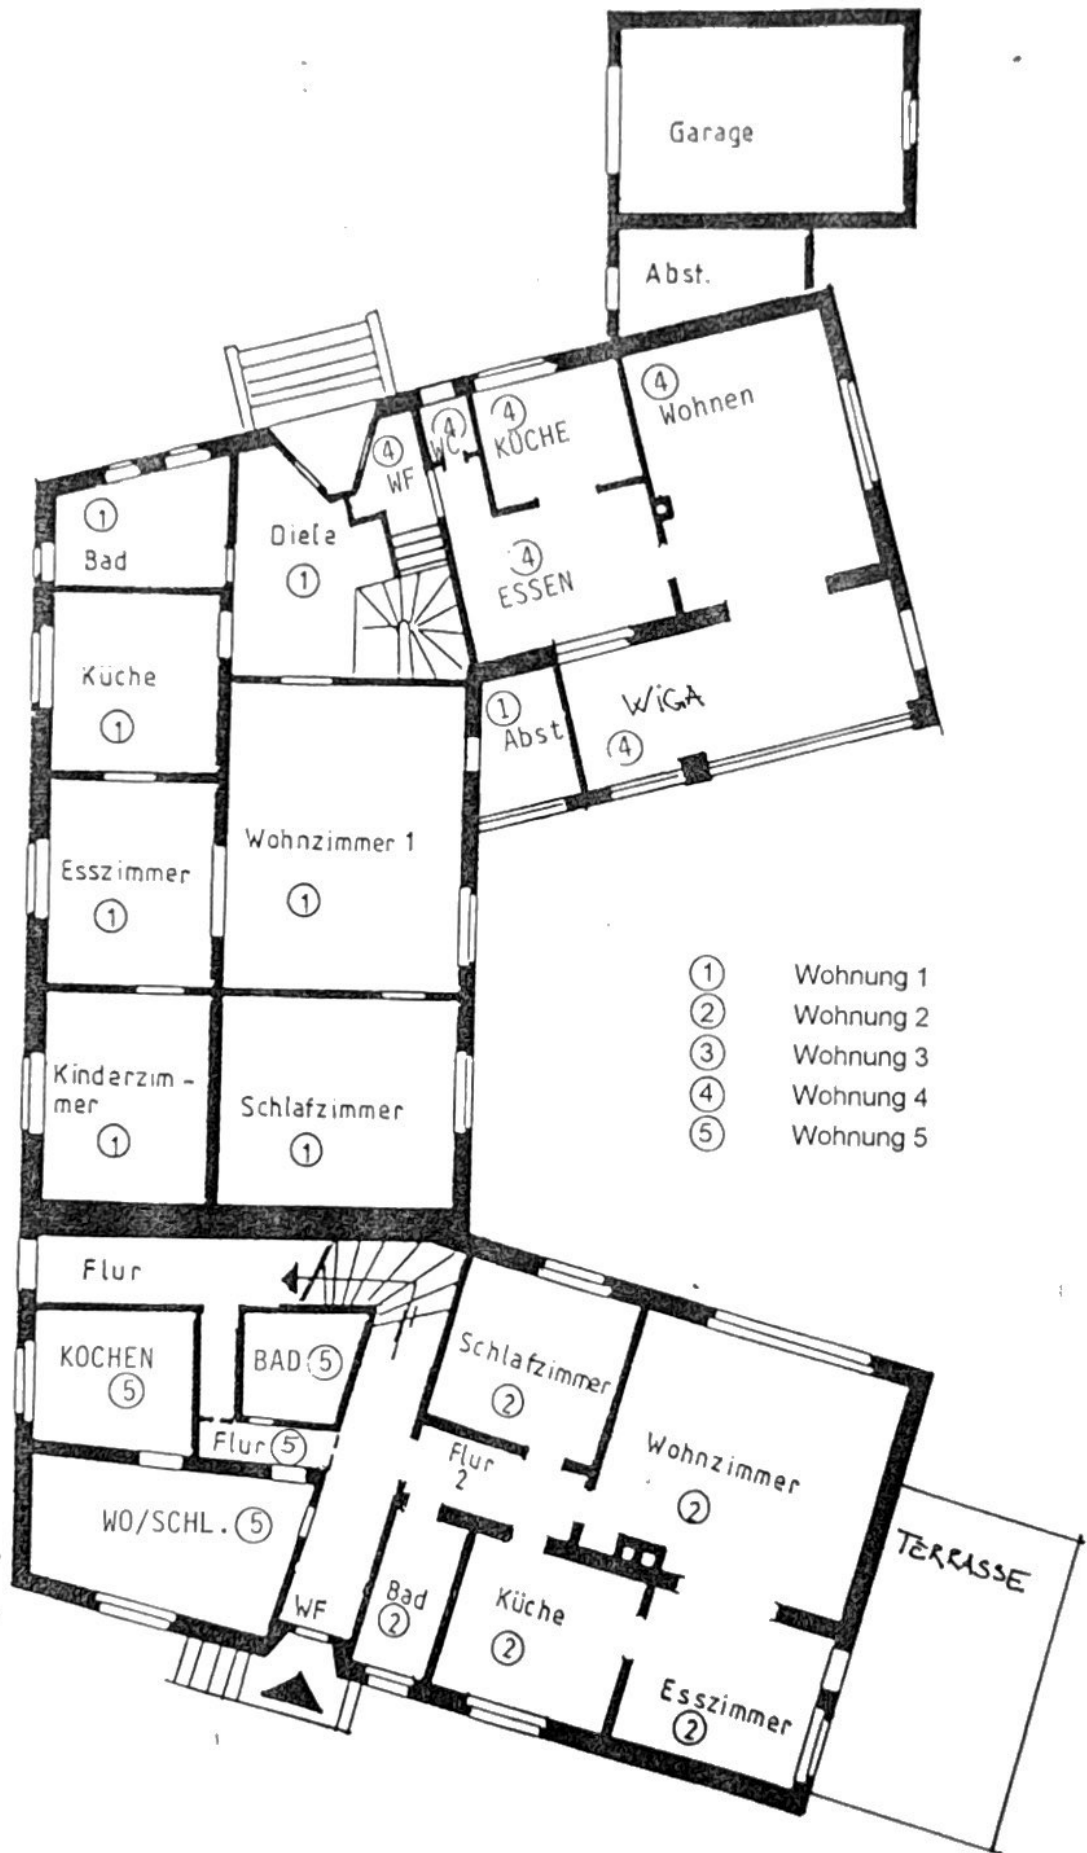 Garage
Abst.
④
Wohnen
④
KÜCHE
④
WC
④
WF
①
Bad
Diele
①
④
ESSEN
Küche
①
①
Abst
WiGA
④
Wohnzimmer 1
①
Esszimmer
①
① Wohnung 1
② Wohnung 2
③ Wohnung 3
④ Wohnung 4
⑤ Wohnung 5
Kinderzim-
mer
①
Schlafzimmer
①
Flur
KOCHEN
⑤
BAD ⑤
Flur ⑤
WO/SCHL. ⑤
WF
Schlafzimmer
②
Flur
2
Wohnzimmer
②
TERRASSE
Bad
②
Küche
②
Esszimmer
②